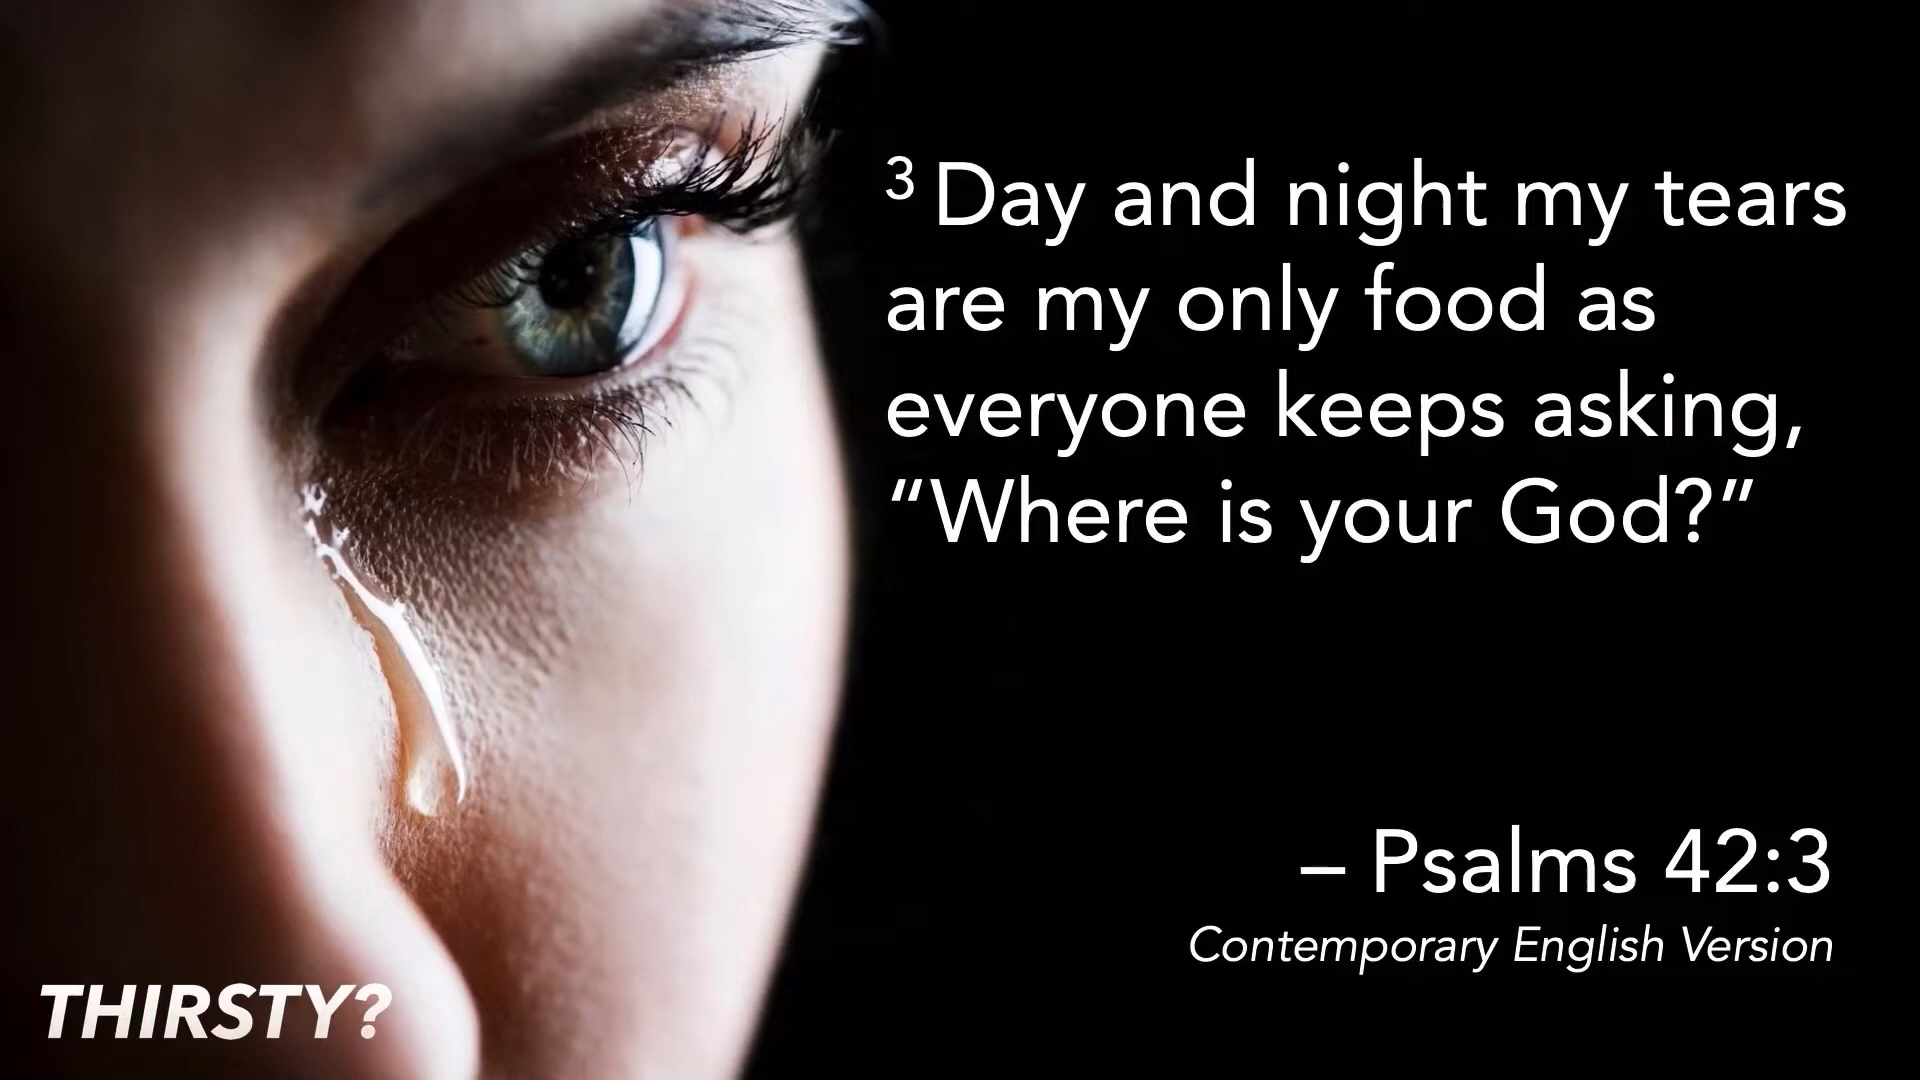 ³ Day and night my tears
are my only food as
everyone keeps asking,
“Where is your God?”
– Psalms 42:3
Contemporary English Version
THIRSTY?